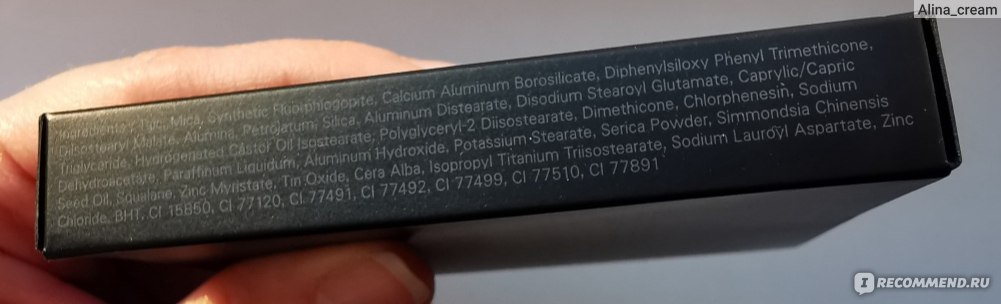 Alina_cream
Ingredients: Talc, Mica, Synthetic Fluorphlogopite, Calcium Aluminum Borosilicate, Diphenylsiloxy Phenyl Trimethicone,
Diisostearyl Malate, Alumina, Petrolatum, Silica, Aluminum Distearate, Disodium Stearoyl Glutamate, Caprylic/Capric
Triglyceride, Hydrogenated Castor Oil Isostearate, Polyglyceryl-2 Diisostearate, Dimethicone, Chlorphenesin, Sodium
Dehydroacetate, Paraffinum Liquidum, Aluminum Hydroxide, Potassium Stearate, Serica Powder, Simmondsia Chinensis
Seed Oil, Squalane, Zinc Myristate, Tin Oxide, Cera Alba, Isopropyl Titanium Triisostearate, Sodium Lauroyl Aspartate, Zinc
Chloride, BHT, CI 15850, CI 77120, CI 77491, CI 77492, CI 77499, CI 77510, CI 77891
IRECOMMEND.RU